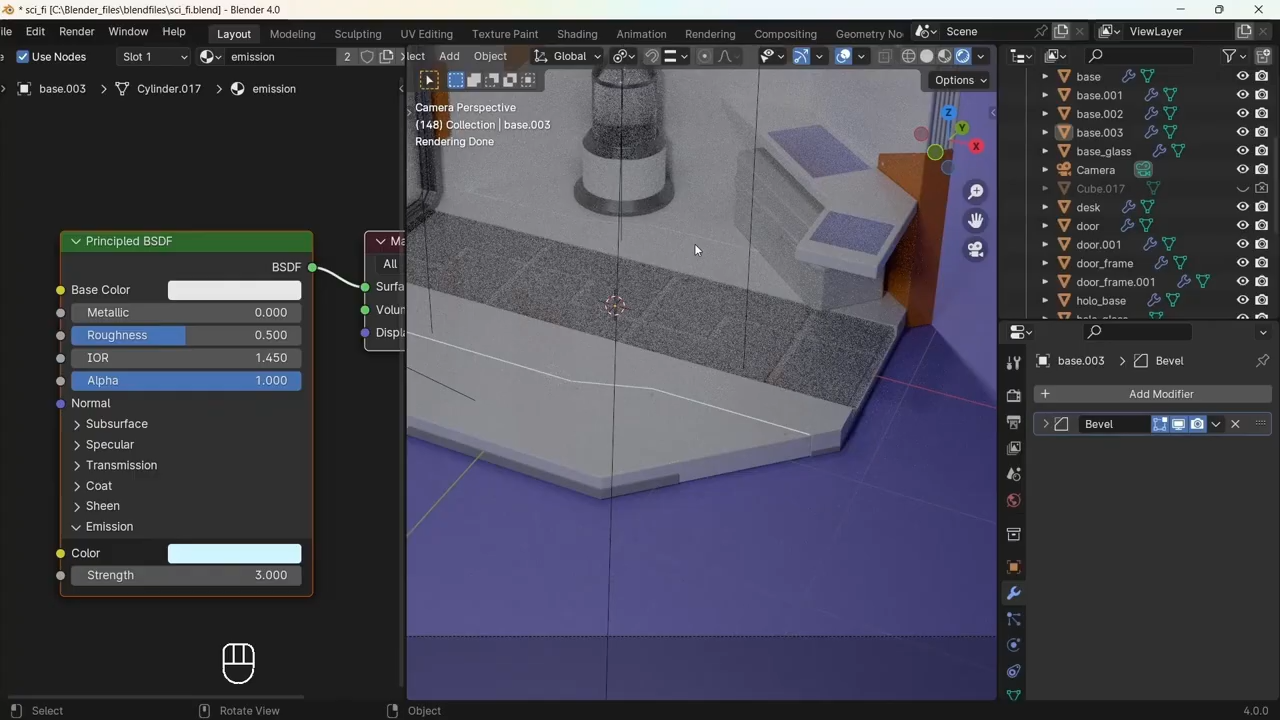 * sci_fi [C:\Blender_files\blendfiles\sci_fi.blend] - Blender 4.0
ile Edit Render Window Help Layout Modeling Sculpting UV Editing Texture Paint Shading Animation Rendering Compositing Geometry No Scene ViewLayer
Use Nodes Slot 1 emission 2 lect Add Object Global
Options
base.003 Cylinder.017 emission
Camera Perspective
(148) Collection | base.003
Rendering Done
Z
Y
X
base
base.001
base.002
base.003
base_glass
Camera
Cube.017
desk
door
door.001
door_frame
door_frame.001
holo_base
Principled BSDF
BSDF
Base Color
Metallic 0.000
Roughness 0.500
IOR 1.450
Alpha 1.000
Normal
Subsurface
Specular
Transmission
Coat
Sheen
Emission
Color
Strength 3.000
Ma
All
Surfa
Volun
Displa
base.003 Bevel
Add Modifier
Bevel
Select Rotate View Object 4.0.0